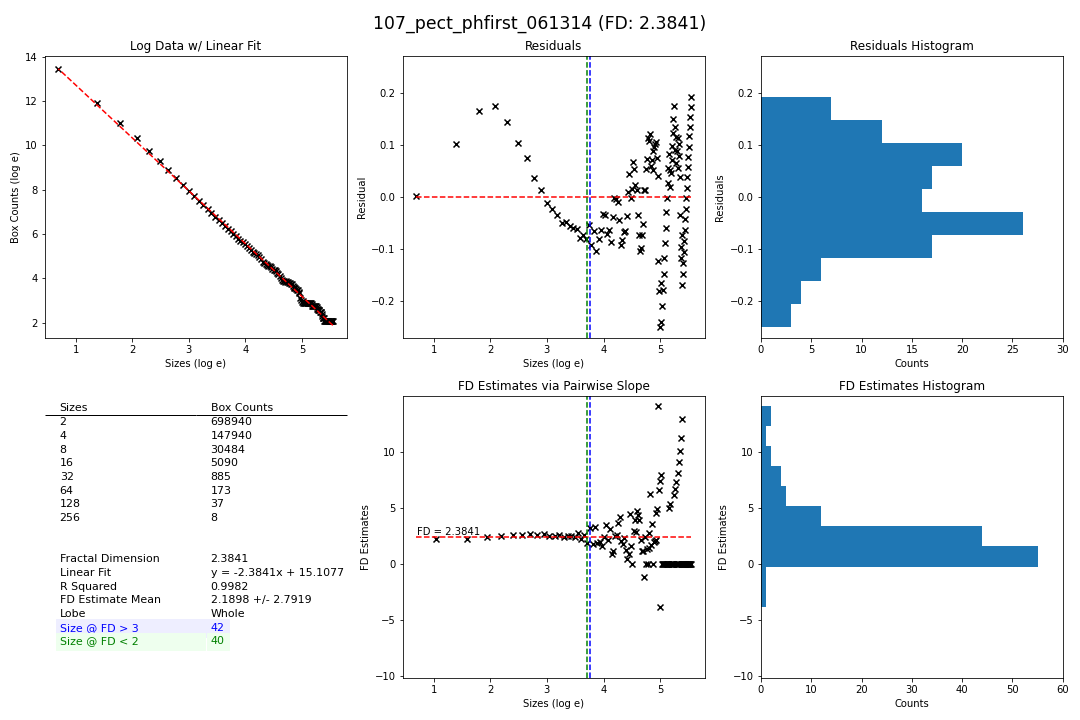 107_pect_phfirst_061314 (FD: 2.3841)
Log Data w/ Linear Fit
Box Counts (log e)
14
12
10
8
6
4
2
1 2 3 4 5
Sizes (log e)
Residuals
Residual
0.2
0.1
0.0
−0.1
−0.2
1 2 3 4 5
Sizes (log e)
Residuals Histogram
Residuals
0.2
0.1
0.0
−0.1
−0.2
0 5 10 15 20 25 30
Counts
Sizes Box Counts
2 698940
4 147940
8 30484
16 5090
32 885
64 173
128 37
256 8
Fractal Dimension 2.3841
Linear Fit y = -2.3841x + 15.1077
R Squared 0.9982
FD Estimate Mean 2.1898 +/- 2.7919
Lobe Whole
Size @ FD > 3 42
Size @ FD < 2 40
FD Estimates via Pairwise Slope
FD Estimates
10
5
0
−5
−10
FD = 2.3841
1 2 3 4 5
Sizes (log e)
FD Estimates Histogram
FD Estimates
10
5
0
−5
−10
0 10 20 30 40 50 60
Counts